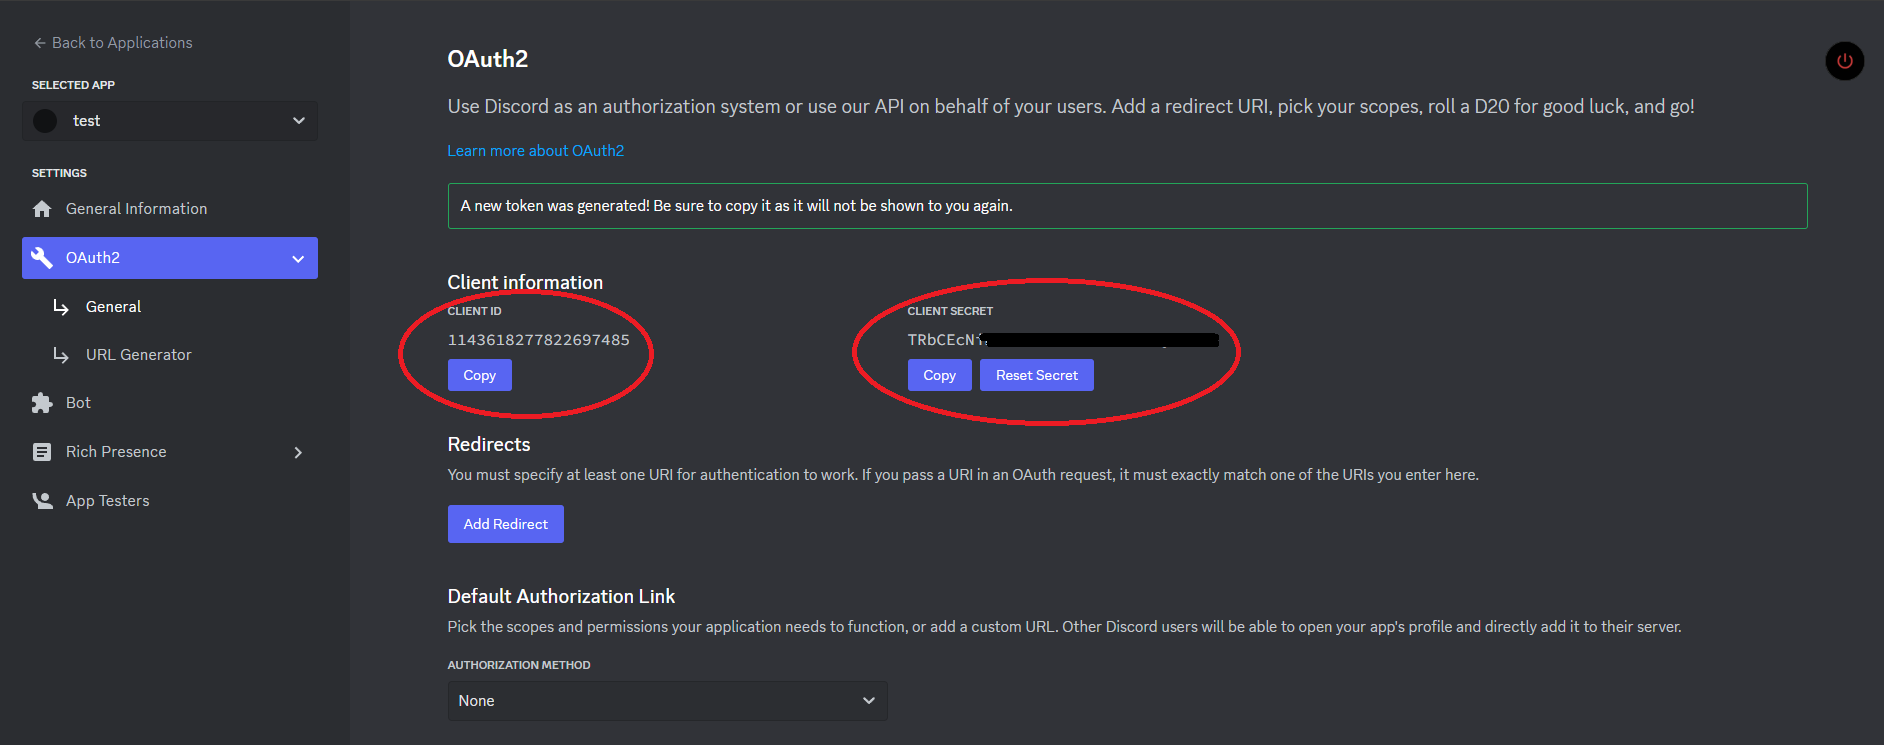 Back to Applications
SELECTED APP
test
SETTINGS
General Information
OAuth2
General
URL Generator
Bot
Rich Presence
App Testers
OAuth2
Use Discord as an authorization system or use our API on behalf of your users. Add a redirect URI, pick your scopes, roll a D20 for good luck, and go!
Learn more about OAuth2
A new token was generated! Be sure to copy it as it will not be shown to you again.
Client information
CLIENT ID
1143618277822697485
Copy
CLIENT SECRET
TRbCEcN
Copy Reset Secret
Redirects
You must specify at least one URI for authentication to work. If you pass a URI in an OAuth request, it must exactly match one of the URIs you enter here.
Add Redirect
Default Authorization Link
Pick the scopes and permissions your application needs to function, or add a custom URL. Other Discord users will be able to open your app's profile and directly add it to their server.
AUTHORIZATION METHOD
None